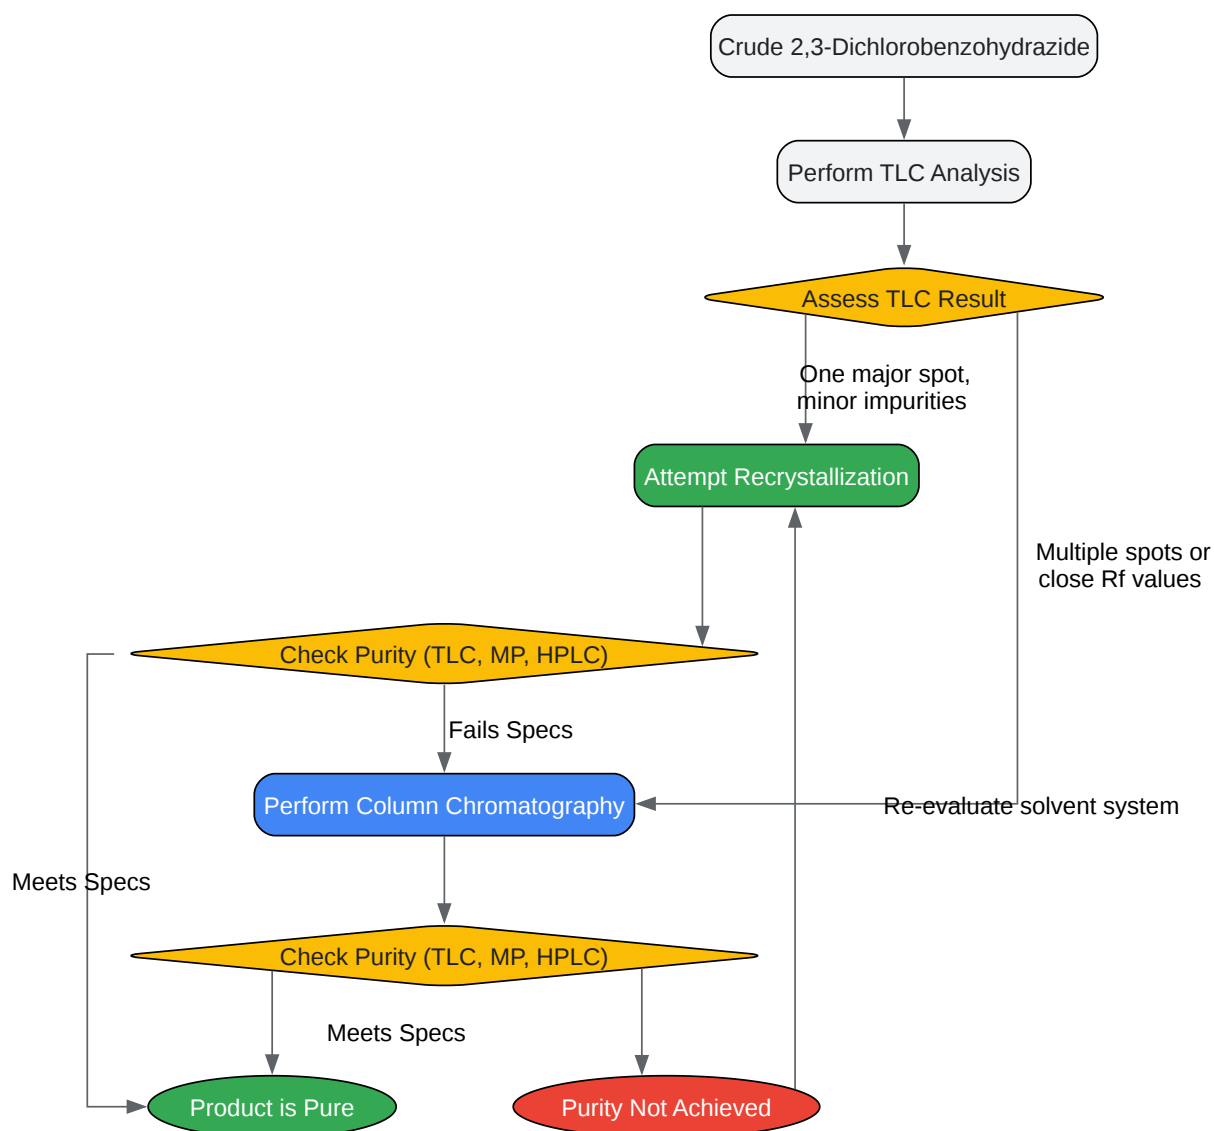 Crude 2,3-Dichlorobenzohydrazide
Perform TLC Analysis
Assess TLC Result
One major spot,
minor impurities
Attempt Recrystallization
Multiple spots or
close Rf values
Check Purity (TLC, MP, HPLC)
Fails Specs
Perform Column Chromatography
Re-evaluate solvent system
Meets Specs
Check Purity (TLC, MP, HPLC)
Meets Specs
Product is Pure
Purity Not Achieved